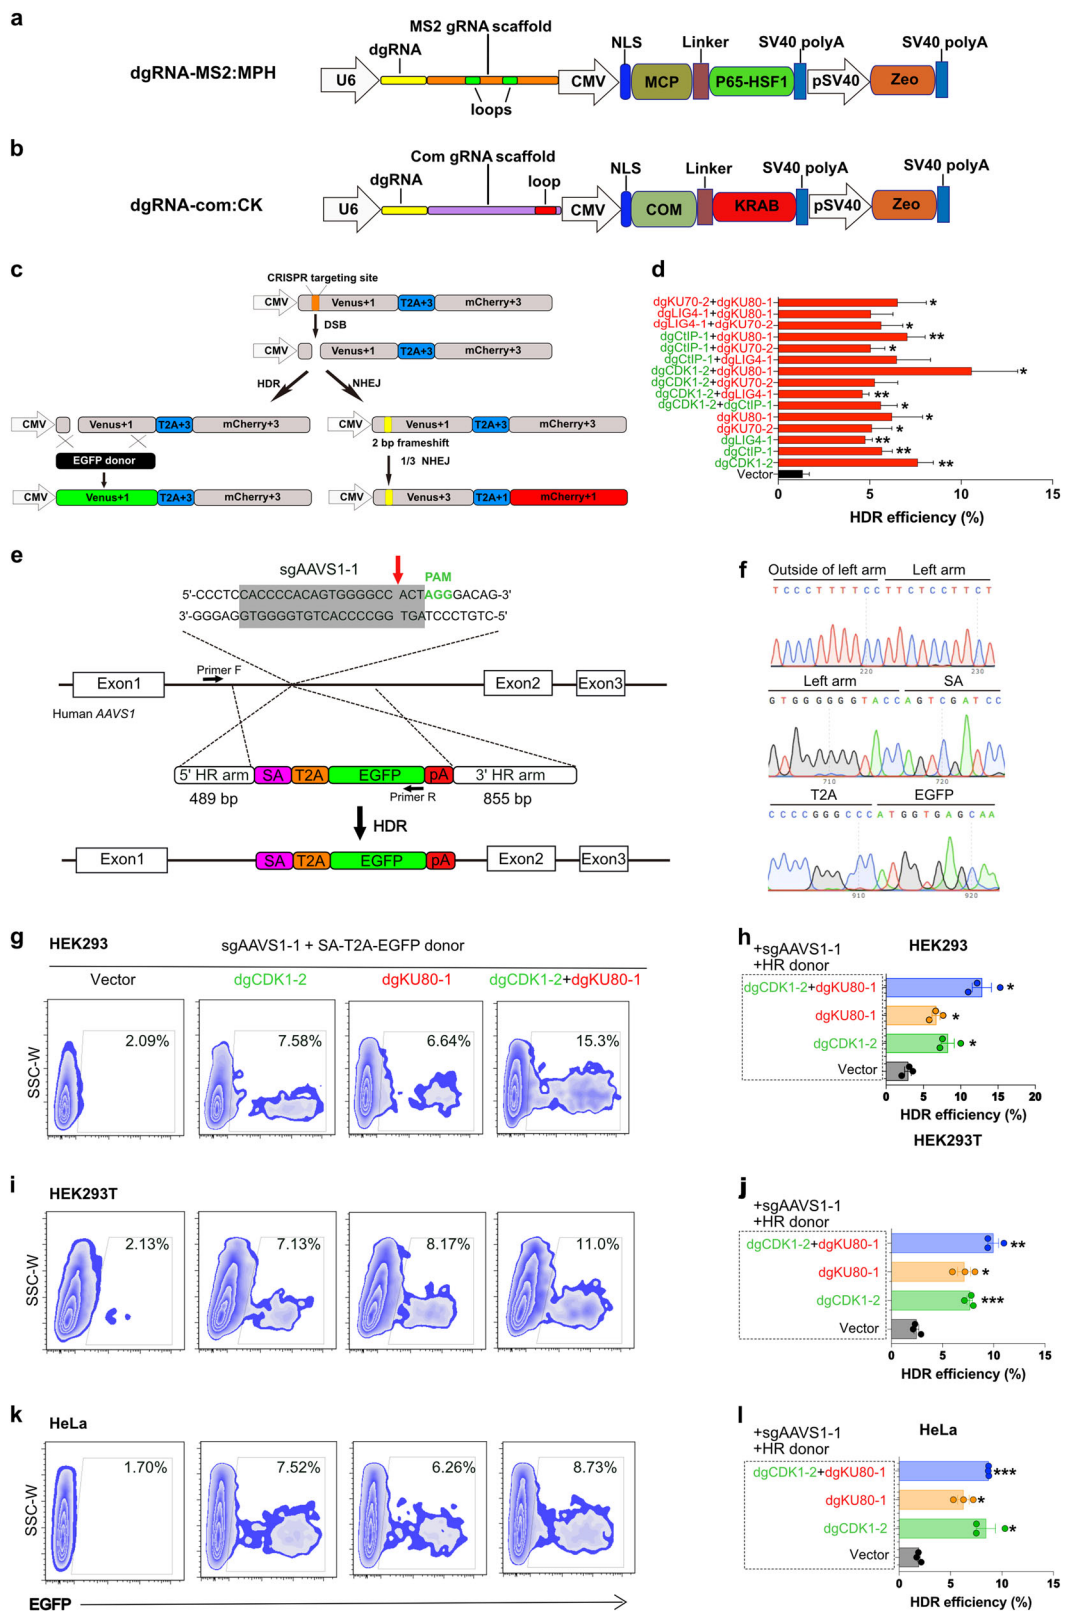 a
MS2 gRNA scaffold
dgRNA
NLS Linker SV40 polyA SV40 polyA
dgRNA-MS2:MPH
U6 CMV MCP P65-HSF1 pSV40 Zeo
loops
b
Com gRNA scaffold
dgRNA loop
NLS Linker SV40 polyA SV40 polyA
dgRNA-com:CK
U6 CMV COM KRAB pSV40 Zeo
c
CRISPR targeting site
CMV Venus+1 T2A+3 mCherry+3
DSB
CMV Venus+1 T2A+3 mCherry+3
HDR NHEJ
CMV Venus+1 T2A+3 mCherry+3
CMV Venus+1 T2A+3 mCherry+3
2 bp frameshift
EGFP donor
1/3 NHEJ
CMV Venus+1 T2A+3 mCherry+3
CMV Venus+3 T2A+1 mCherry+1
d
dgKU70-2+dgKU80-1 *
dgLIG4-1+dgKU80-1
dgLIG4-1+dgKU70-2 *
dgCtIP-1+dgKU80-1 **
dgCtIP-1+dgKU70-2 *
dgCtIP-1+dgLIG4-1
dgCDK1-2+dgKU80-1 *
dgCDK1-2+dgKU70-2
dgCDK1-2+dgLIG4-1 **
dgCDK1-2+dgCtIP-1 *
dgKU80-1 *
dgKU70-2 *
dgLIG4-1 **
dgCtIP-1 **
dgCDK1-2 **
Vector
0 5 10 15
HDR efficiency (%)
e
sgAAVS1-1
PAM
5'-CCCTCCACCCCACAGTGGGGCC ACTAGGGACAG-3'
3'-GGGAGGTGGGGTGTCACCCCGG TGATCCCTGTC-5'
Primer F
Exon1 Exon2 Exon3
Human AAVS1
5' HR arm SA T2A EGFP pA 3' HR arm
489 bp Primer R 855 bp
HDR
Exon1 SA T2A EGFP pA Exon2 Exon3
f
Outside of left arm Left arm
T C C C T T T T C C T T C T C C T T C T
220 230
Left arm SA
G T G G G G G G T A C C A G T C G A T C C
710 720
T2A EGFP
C C C C G G G C C C A T G G T G A G C A A
910 920
g
HEK293
sgAAVS1-1 + SA-T2A-EGFP donor
Vector dgCDK1-2 dgKU80-1 dgCDK1-2+dgKU80-1
SSC-W
2.09% 7.58% 6.64% 15.3%
h
HEK293
+sgAAVS1-1
+HR donor
dgCDK1-2+dgKU80-1 *
dgKU80-1 *
dgCDK1-2 *
Vector
0 5 10 15 20
HDR efficiency (%)
HEK293T
i
HEK293T
SSC-W
2.13% 7.13% 8.17% 11.0%
j
+sgAAVS1-1
+HR donor
dgCDK1-2+dgKU80-1 **
dgKU80-1 *
dgCDK1-2 ***
Vector
0 5 10 15
HDR efficiency (%)
k
HeLa
SSC-W
1.70% 7.52% 6.26% 8.73%
EGFP
l
HeLa
+sgAAVS1-1
+HR donor
dgCDK1-2+dgKU80-1 ***
dgKU80-1 *
dgCDK1-2 *
Vector
0 5 10 15
HDR efficiency (%)